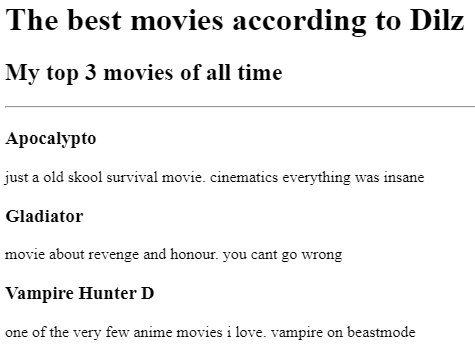 The best movies according to Dilz
My top 3 movies of all time
Apocalypto
just a old skool survival movie. cinematics everything was insane
Gladiator
movie about revenge and honour. you cant go wrong
Vampire Hunter D
one of the very few anime movies i love. vampire on beastmode